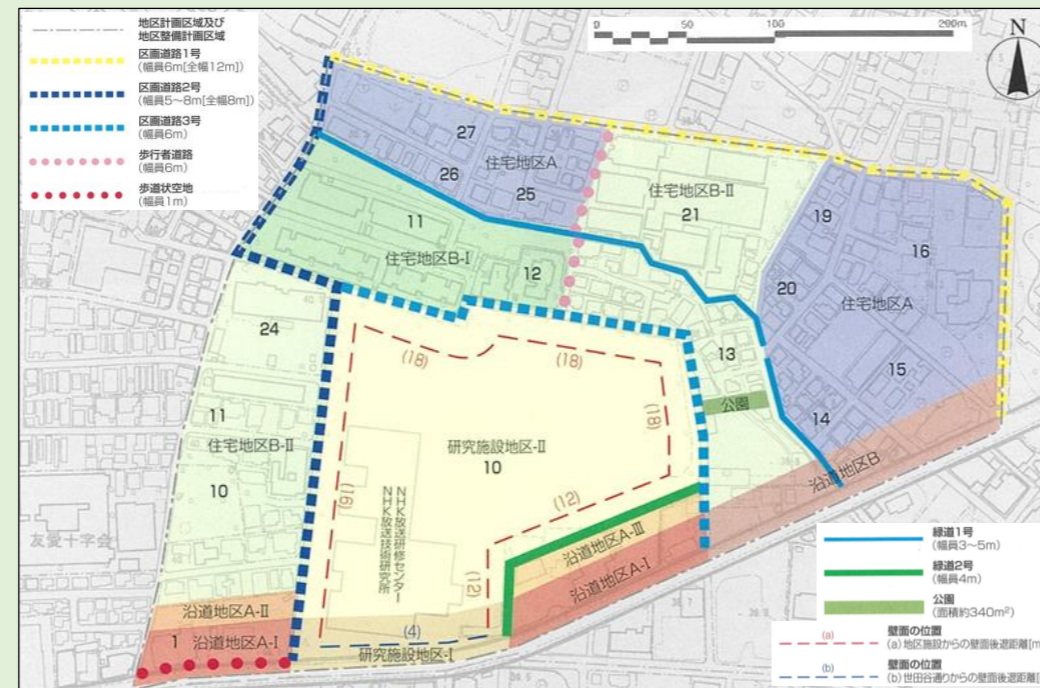 地区計画区域及び
地区整備計画区域
区画道路1号
(幅員6m[全幅12m])
区画道路2号
(幅員5~8m[全幅8m])
区画道路3号
(幅員6m)
歩行者道路
(幅員6m)
歩道状空地
(幅員1m)
0 50 100 200m
N
27
住宅地区A
26
25
住宅地区B-Ⅱ
21
19
16
11
住宅地区B-Ⅰ
12
20
住宅地区A
24
13
15
(18)
(18)
(18)
公園
14
11
住宅地区B-Ⅱ
研究施設地区-Ⅱ
10
10
沿道地区B
(16)
(12)
NHK放送技術研究所
NHK放送研修センター
友愛十字会
沿道地区A-Ⅲ
沿道地区A-Ⅰ
(12)
沿道地区A-Ⅱ
1 沿道地区A-Ⅰ
(4)
研究施設地区-Ⅰ
緑道1号
(幅員3~5m)
緑道2号
(幅員4m)
公園
(面積約340m²)
(a) 壁面の位置
(a) 地区施設からの壁面後退距離[m
(b) 壁面の位置
(b) 世田谷通りからの壁面後退距離[